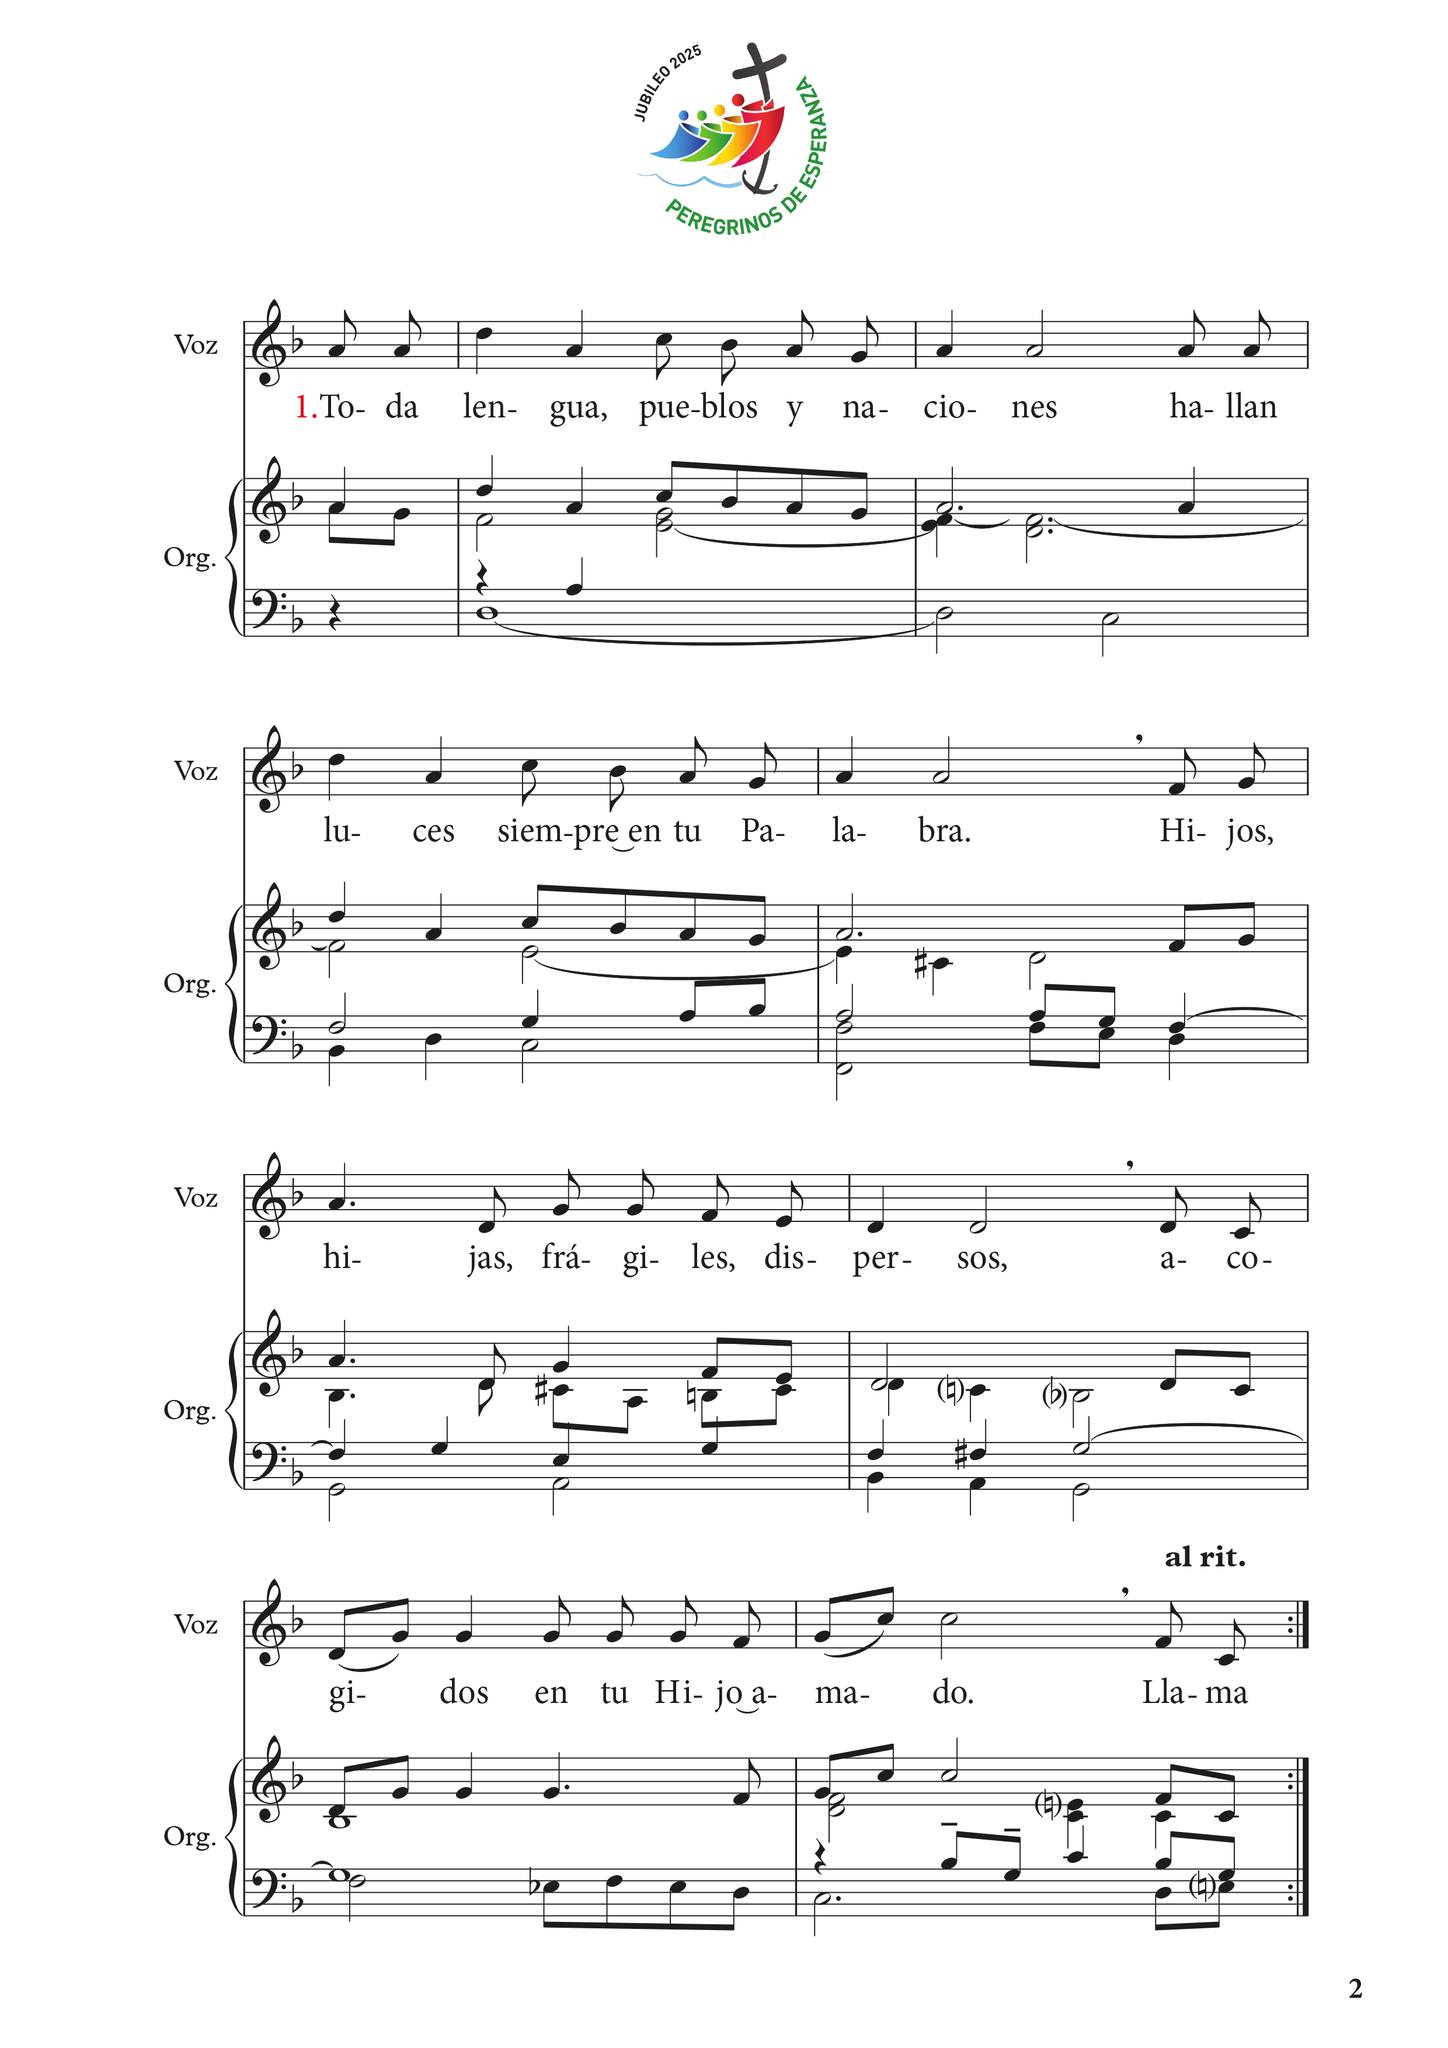 JUBILEO 2025
PEREGRINOS DE ESPERANZA
Voz
1. To- da len- gua, pue-blos y na- cio- nes ha- llan
Org.
Voz
lu- ces siem-pre‿en tu Pa- la- bra. Hi- jos,
Org.
Voz
hi- jas, frá- gi- les, dis- per- sos, a- co-
Org.
al rit.
Voz
gi- dos en tu Hi- jo‿a- ma- do. Lla- ma
Org.
2